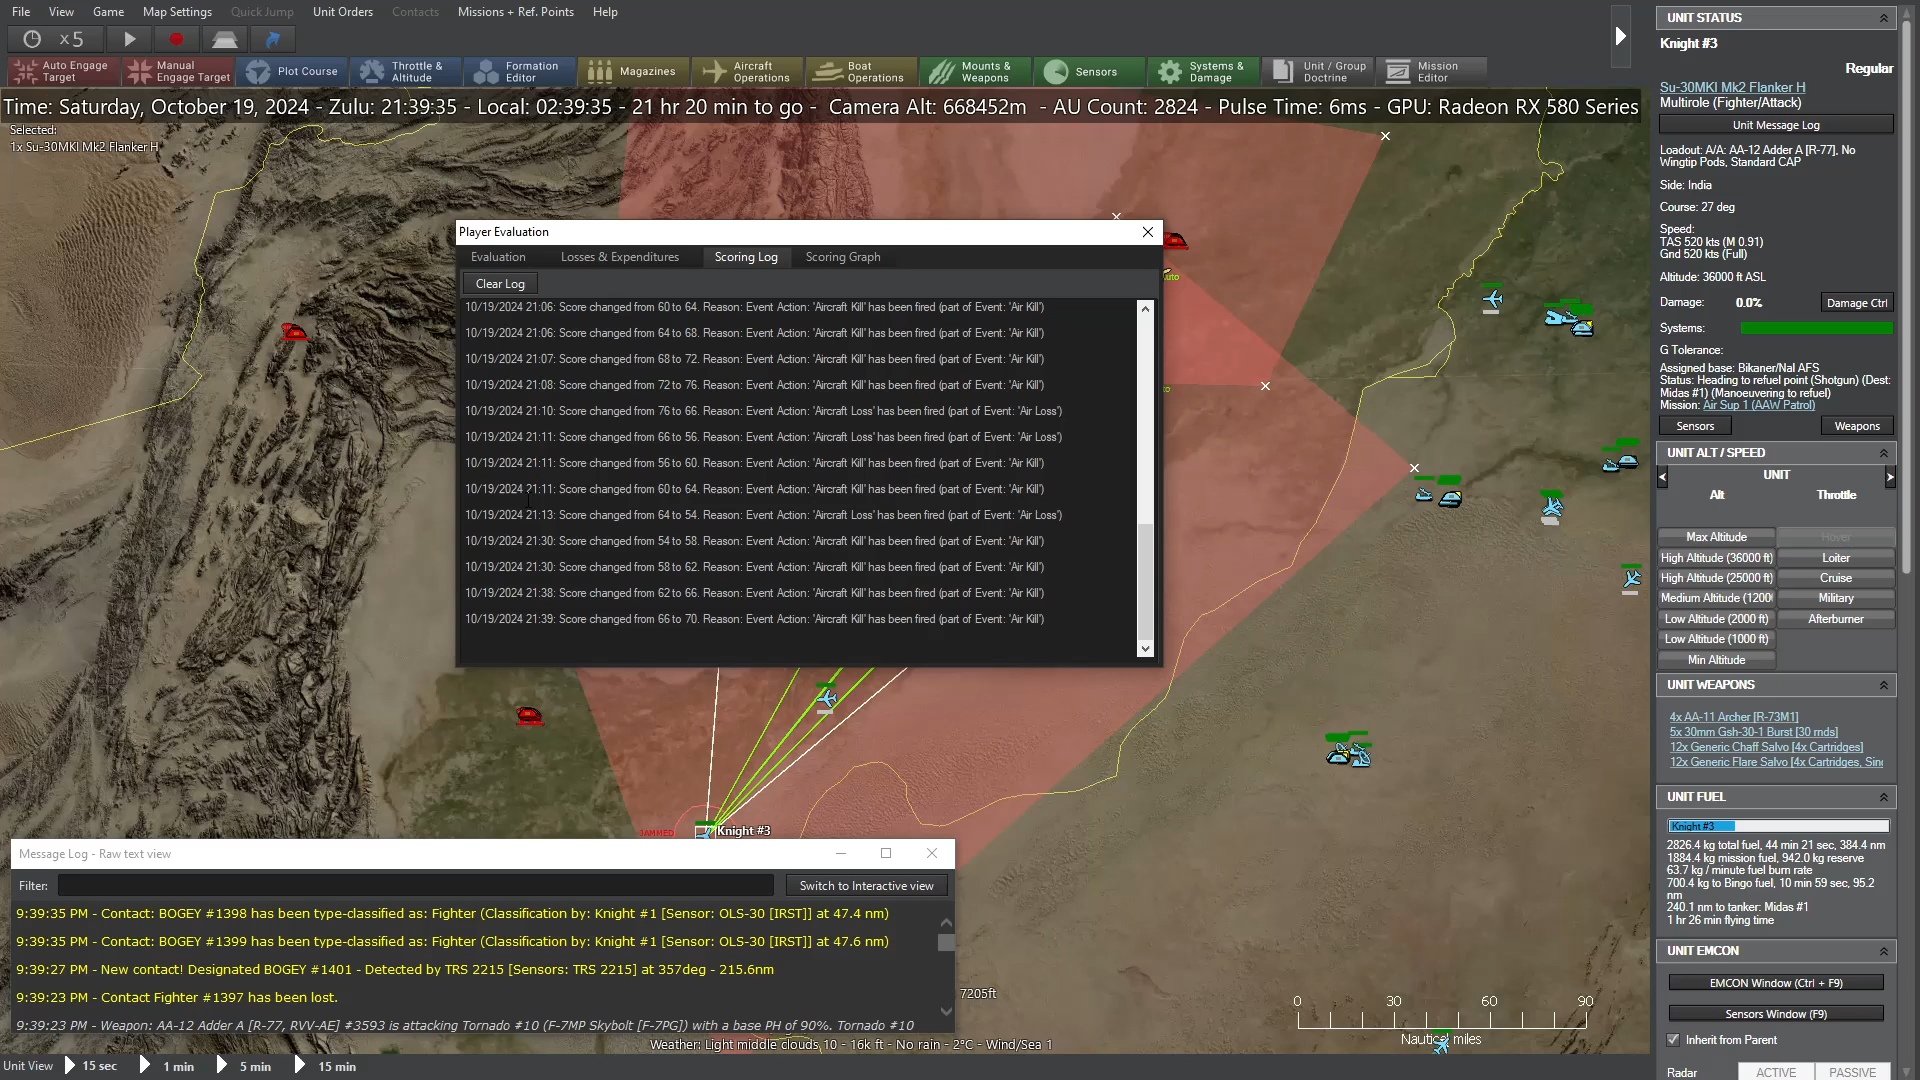 File View Game Map Settings Quick Jump Unit Orders Contacts Missions + Ref. Points Help
x 5
Auto Engage Target
Manual Engage Target
Plot Course
Throttle & Altitude
Formation Editor
Magazines
Aircraft Operations
Boat Operations
Mounts & Weapons
Sensors
Systems & Damage
Unit / Group Doctrine
Mission Editor
Time: Saturday, October 19, 2024 - Zulu: 21:39:35 - Local: 02:39:35 - 21 hr 20 min to go - Camera Alt: 668452m - AU Count: 2824 - Pulse Time: 6ms - GPU: Radeon RX 580 Series
Selected:
1x Su-30MKI Mk2 Flanker H
Player Evaluation
Evaluation Losses & Expenditures Scoring Log Scoring Graph
Clear Log
10/19/2024 21:06: Score changed from 60 to 64. Reason: Event Action: 'Aircraft Kill' has been fired (part of Event: 'Air Kill')
10/19/2024 21:06: Score changed from 64 to 68. Reason: Event Action: 'Aircraft Kill' has been fired (part of Event: 'Air Kill')
10/19/2024 21:07: Score changed from 68 to 72. Reason: Event Action: 'Aircraft Kill' has been fired (part of Event: 'Air Kill')
10/19/2024 21:08: Score changed from 72 to 76. Reason: Event Action: 'Aircraft Kill' has been fired (part of Event: 'Air Kill')
10/19/2024 21:10: Score changed from 76 to 66. Reason: Event Action: 'Aircraft Loss' has been fired (part of Event: 'Air Loss')
10/19/2024 21:11: Score changed from 66 to 56. Reason: Event Action: 'Aircraft Loss' has been fired (part of Event: 'Air Loss')
10/19/2024 21:11: Score changed from 56 to 60. Reason: Event Action: 'Aircraft Kill' has been fired (part of Event: 'Air Kill')
10/19/2024 21:11: Score changed from 60 to 64. Reason: Event Action: 'Aircraft Kill' has been fired (part of Event: 'Air Kill')
10/19/2024 21:13: Score changed from 64 to 54. Reason: Event Action: 'Aircraft Loss' has been fired (part of Event: 'Air Loss')
10/19/2024 21:30: Score changed from 54 to 58. Reason: Event Action: 'Aircraft Kill' has been fired (part of Event: 'Air Kill')
10/19/2024 21:30: Score changed from 58 to 62. Reason: Event Action: 'Aircraft Kill' has been fired (part of Event: 'Air Kill')
10/19/2024 21:38: Score changed from 62 to 66. Reason: Event Action: 'Aircraft Kill' has been fired (part of Event: 'Air Kill')
10/19/2024 21:39: Score changed from 66 to 70. Reason: Event Action: 'Aircraft Kill' has been fired (part of Event: 'Air Kill')
JAMMED
Knight #3
Message Log - Raw text view
Filter: Switch to Interactive view
9:39:35 PM - Contact: BOGEY #1398 has been type-classified as: Fighter (Classification by: Knight #1 [Sensor: OLS-30 [IRST]] at 47.4 nm)
9:39:35 PM - Contact: BOGEY #1399 has been type-classified as: Fighter (Classification by: Knight #1 [Sensor: OLS-30 [IRST]] at 47.6 nm)
9:39:27 PM - New contact! Designated BOGEY #1401 - Detected by TRS 2215 [Sensors: TRS 2215] at 357deg - 215.6nm
9:39:23 PM - Contact Fighter #1397 has been lost.
9:39:23 PM - Weapon: AA-12 Adder A [R-77, RVV-AE] #3593 is attacking Tornado #10 (F-7MP Skybolt [F-7PG]) with a base PH of 90%. Tornado #10
7205ft
0 30 60 90
Nautical miles
Weather: Light middle clouds, 10 - 16k ft - No rain - 2°C - Wind/Sea 1
Unit View 15 sec 1 min 5 min 15 min
UNIT STATUS
Knight #3
Regular
Su-30MKI Mk2 Flanker H
Multirole (Fighter/Attack)
Unit Message Log
Loadout: A/A: AA-12 Adder A [R-77], No
Wingtip Pods, Standard CAP
Side: India
Course: 27 deg
Speed:
TAS 520 kts (M 0.91)
Gnd 520 kts (Full)
Altitude: 36000 ft ASL
Damage: 0.0% Damage Ctrl
Systems:
G Tolerance:
Assigned base: Bikaner/Nal AFS
Status: Heading to refuel point (Shotgun) (Dest:
Midas #1) (Manoeuvering to refuel)
Mission: Air Sup 1 (AAW Patrol)
Sensors Weapons
UNIT ALT / SPEED
UNIT
Alt Throttle
Max Altitude Hover
High Altitude (36000 ft) Loiter
High Altitude (25000 ft) Cruise
Medium Altitude (1200 Military
Low Altitude (2000 ft) Afterburner
Low Altitude (1000 ft)
Min Altitude
UNIT WEAPONS
4x AA-11 Archer [R-73M1]
5x 30mm Gsh-30-1 Burst [30 rnds]
12x Generic Chaff Salvo [4x Cartridges]
12x Generic Flare Salvo [4x Cartridges, Sin
UNIT FUEL
Knight #3
2826.4 kg total fuel, 44 min 21 sec, 384.4 nm
1884.4 kg mission fuel, 942.0 kg reserve
63.7 kg / minute fuel burn rate
700.4 kg to Bingo fuel, 10 min 59 sec, 95.2
nm
240.1 nm to tanker: Midas #1
1 hr 26 min flying time
UNIT EMCON
EMCON Window (Ctrl + F9)
Sensors Window (F9)
Inherit from Parent
Radar ACTIVE PASSIVE